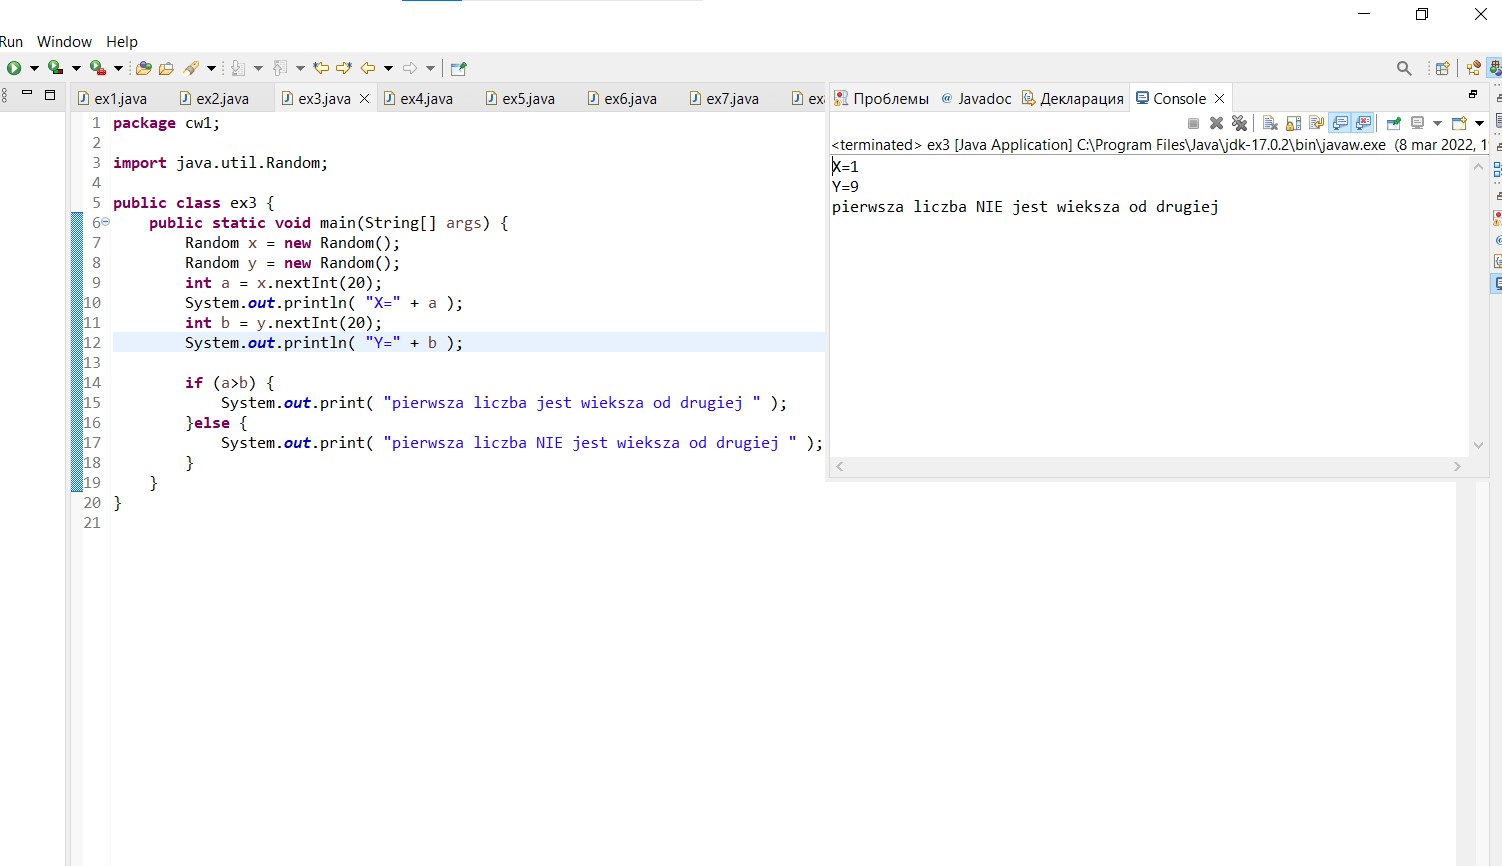 Run Window Help
ex1.java ex2.java ex3.java ex4.java ex5.java ex6.java ex7.java
Проблемы @ Javadoc Декларация Console
<terminated> ex3 [Java Application] C:\Program Files\Java\jdk-17.0.2\bin\javaw.exe (8 mar 2022, 1
1 package cw1;
2
3 import java.util.Random;
4
5 public class ex3 {
6 public static void main(String[] args) {
7 Random x = new Random();
8 Random y = new Random();
9 int a = x.nextInt(20);
10 System.out.println( "X=" + a );
11 int b = y.nextInt(20);
12 System.out.println( "Y=" + b );
13
14 if (a>b) {
15 System.out.print( "pierwsza liczba jest wieksza od drugiej " );
16 }else {
17 System.out.print( "pierwsza liczba NIE jest wieksza od drugiej " );
18 }
19 }
20 }
21
X=1
Y=9
pierwsza liczba NIE jest wieksza od drugiej